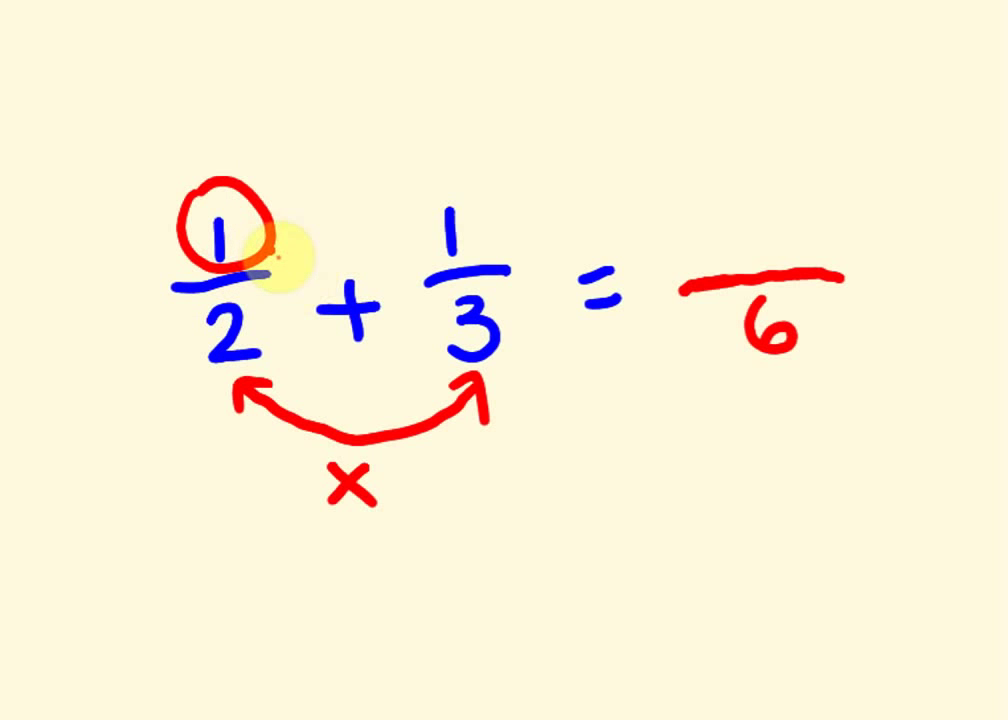 1/2 + 1/3 = /6
×